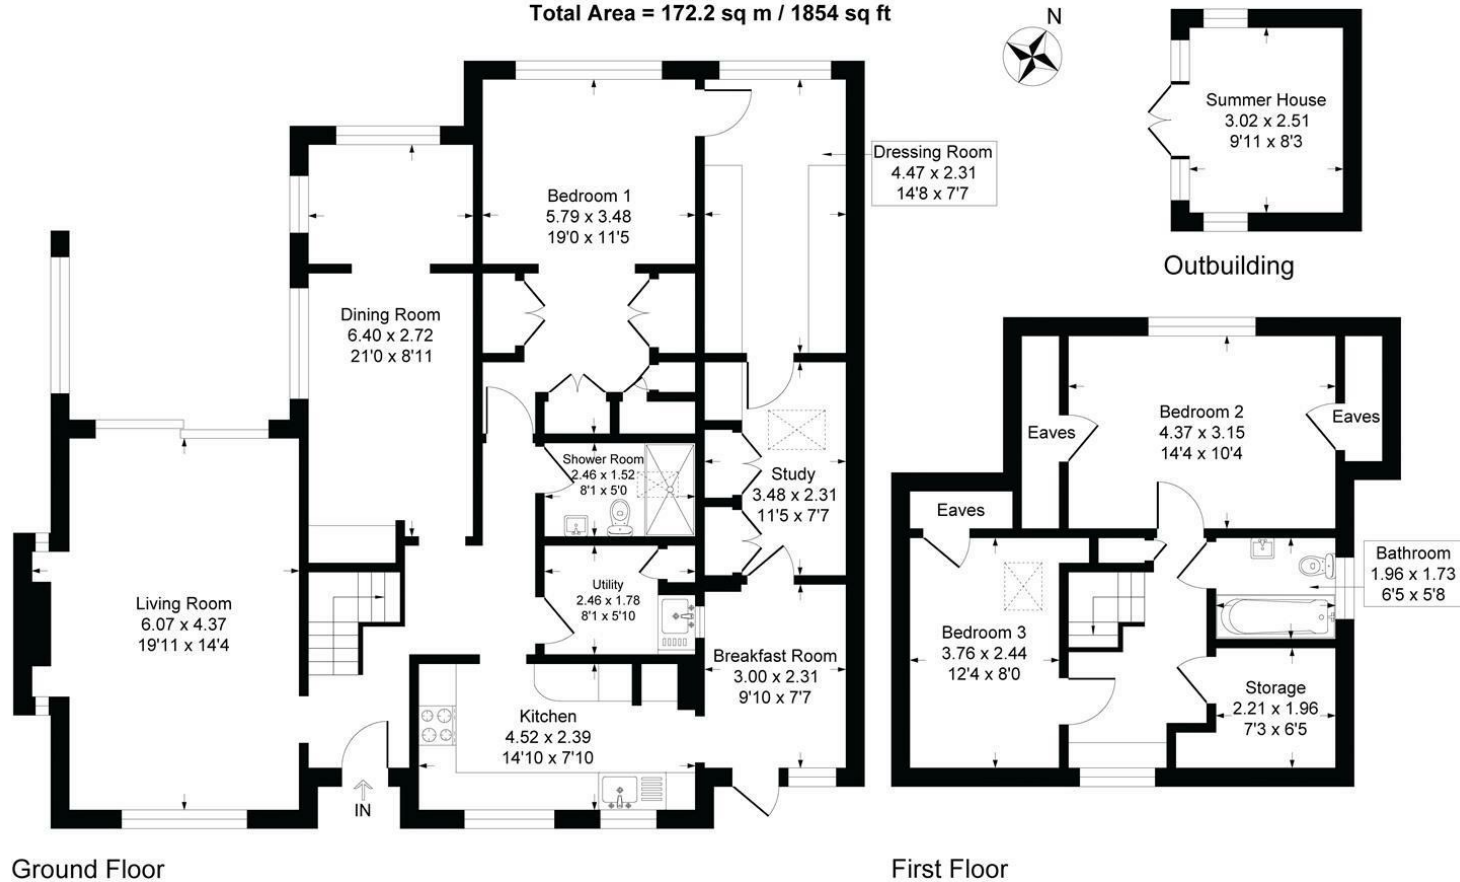 Total Area = 172.2 sq m / 1854 sq ft
N
Summer House
3.02 x 2.51
9'11 x 8'3
Outbuilding
Dressing Room
4.47 x 2.31
14'8 x 7'7
Bedroom 1
5.79 x 3.48
19'0 x 11'5
Dining Room
6.40 x 2.72
21'0 x 8'11
Shower Room
2.46 x 1.52
8'1 x 5'0
Study
3.48 x 2.31
11'5 x 7'7
Utility
2.46 x 1.78
8'1 x 5'10
Living Room
6.07 x 4.37
19'11 x 14'4
Breakfast Room
3.00 x 2.31
9'10 x 7'7
Kitchen
4.52 x 2.39
14'10 x 7'10
IN
Ground Floor
Bedroom 2
4.37 x 3.15
14'4 x 10'4
Eaves
Eaves
Eaves
Bathroom
1.96 x 1.73
6'5 x 5'8
Bedroom 3
3.76 x 2.44
12'4 x 8'0
Storage
2.21 x 1.96
7'3 x 6'5
First Floor